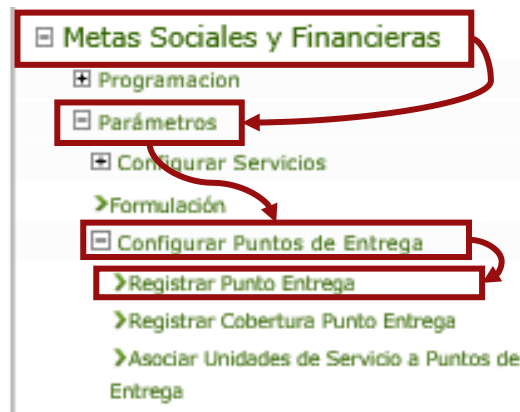 Metas Sociales y Financieras
Programacion
Parámetros
Configurar Servicios
Formulación
Configurar Puntos de Entrega
Registrar Punto Entrega
Registrar Cobertura Punto Entrega
Asociar Unidades de Servicio a Puntos de
Entrega